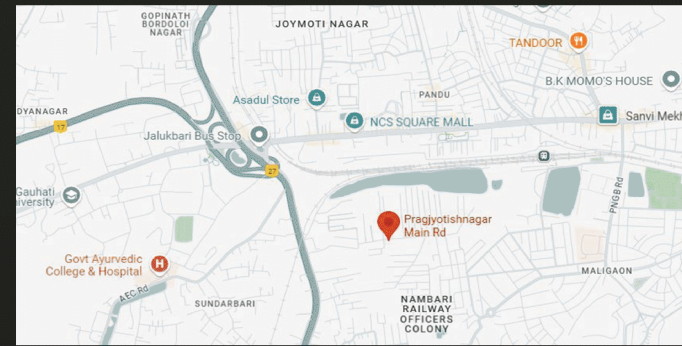 GOPINATH
BORDOLOI
NAGAR
JOYMOTI NAGAR
TANDOOR
B.K MOMO'S HOUSE
Asadul Store
PANDU
DYANAGAR
NCS SQUARE MALL
Sanvi Mekh
17
Jalukbari Bus Stop
27
Gauhati
iversity
PNGB Rd
Pragjyotishnagar
Main Rd
Govt Ayurvedic
College & Hospital
MALIGAON
AEC Rd
SUNDARBARI
NAMBARI
RAILWAY
OFFICERS
COLONY